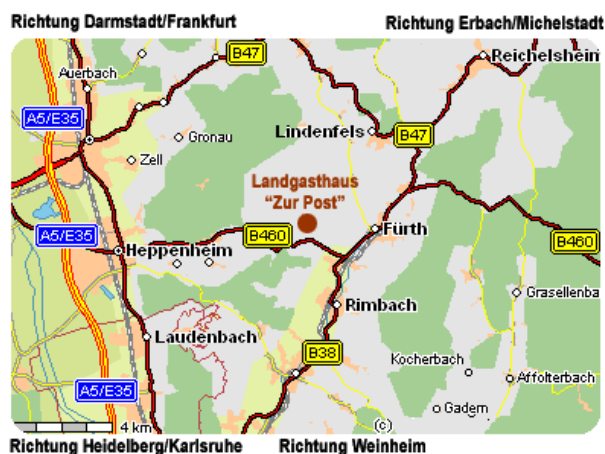 Richtung Darmstadt/Frankfurt
Richtung Erbach/Michelstadt
B47
Reichelsheim
Auerbach
A5/E35
Gronau
Lindenfels
B47
Zell
Landgasthaus
"Zur Post"
A5/E35
B460
Fürth
B460
Heppenheim
Grasellenba
Rimbach
Laudenbach
B38
Kocherbach
A5/E35
Affolterbach
Gadern
4 km
(c)
Richtung Heidelberg/Karlsruhe
Richtung Weinheim